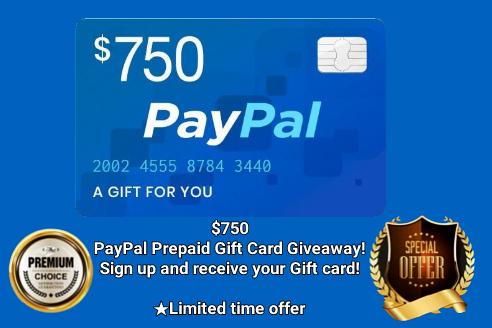 $750
PayPal
2002 4555 8784 3440
A GIFT FOR YOU
$750
PayPal Prepaid Gift Card Giveaway!
Sign up and receive your Gift card!
★Limited time offer
PREMIUM
CHOICE
SPECIAL
OFFER